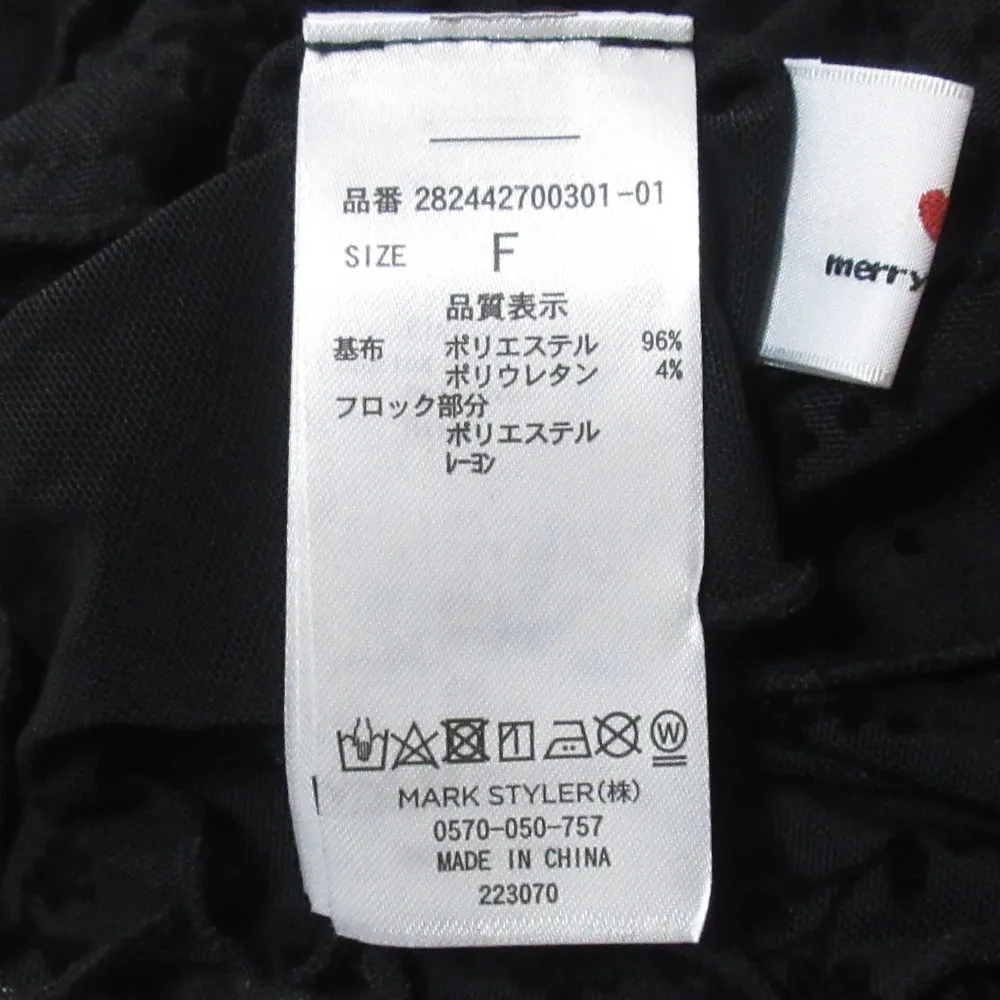 品番 282442700301-01
SIZE F
品質表示
基布 ポリエステル 96%
ポリウレタン 4%
フロック部分
ポリエステル
ﾚｰﾖﾝ
W
MARK STYLER(株)
0570-050-757
MADE IN CHINA
223070
merry